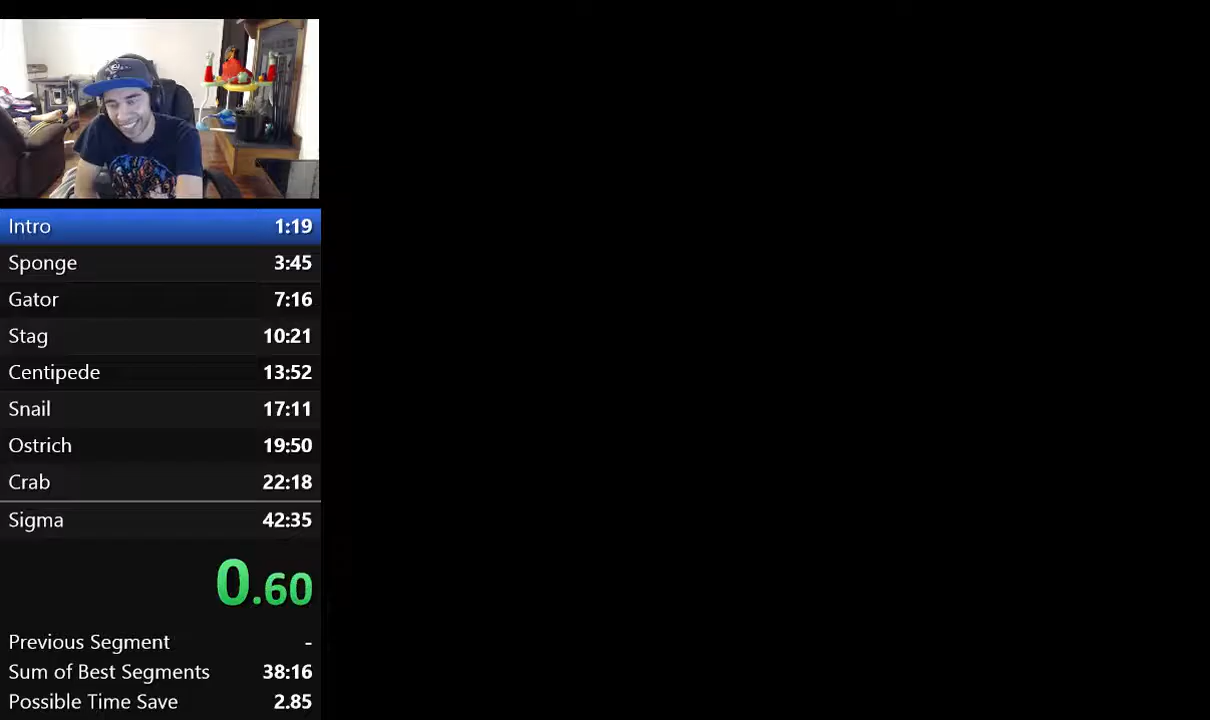 Intro 1:19
Sponge 3:45
Gator 7:16
Stag 10:21
Centipede 13:52
Snail 17:11
Ostrich 19:50
Crab 22:18
Sigma 42:35
0.60
Previous Segment -
Sum of Best Segments 38:16
Possible Time Save 2.85